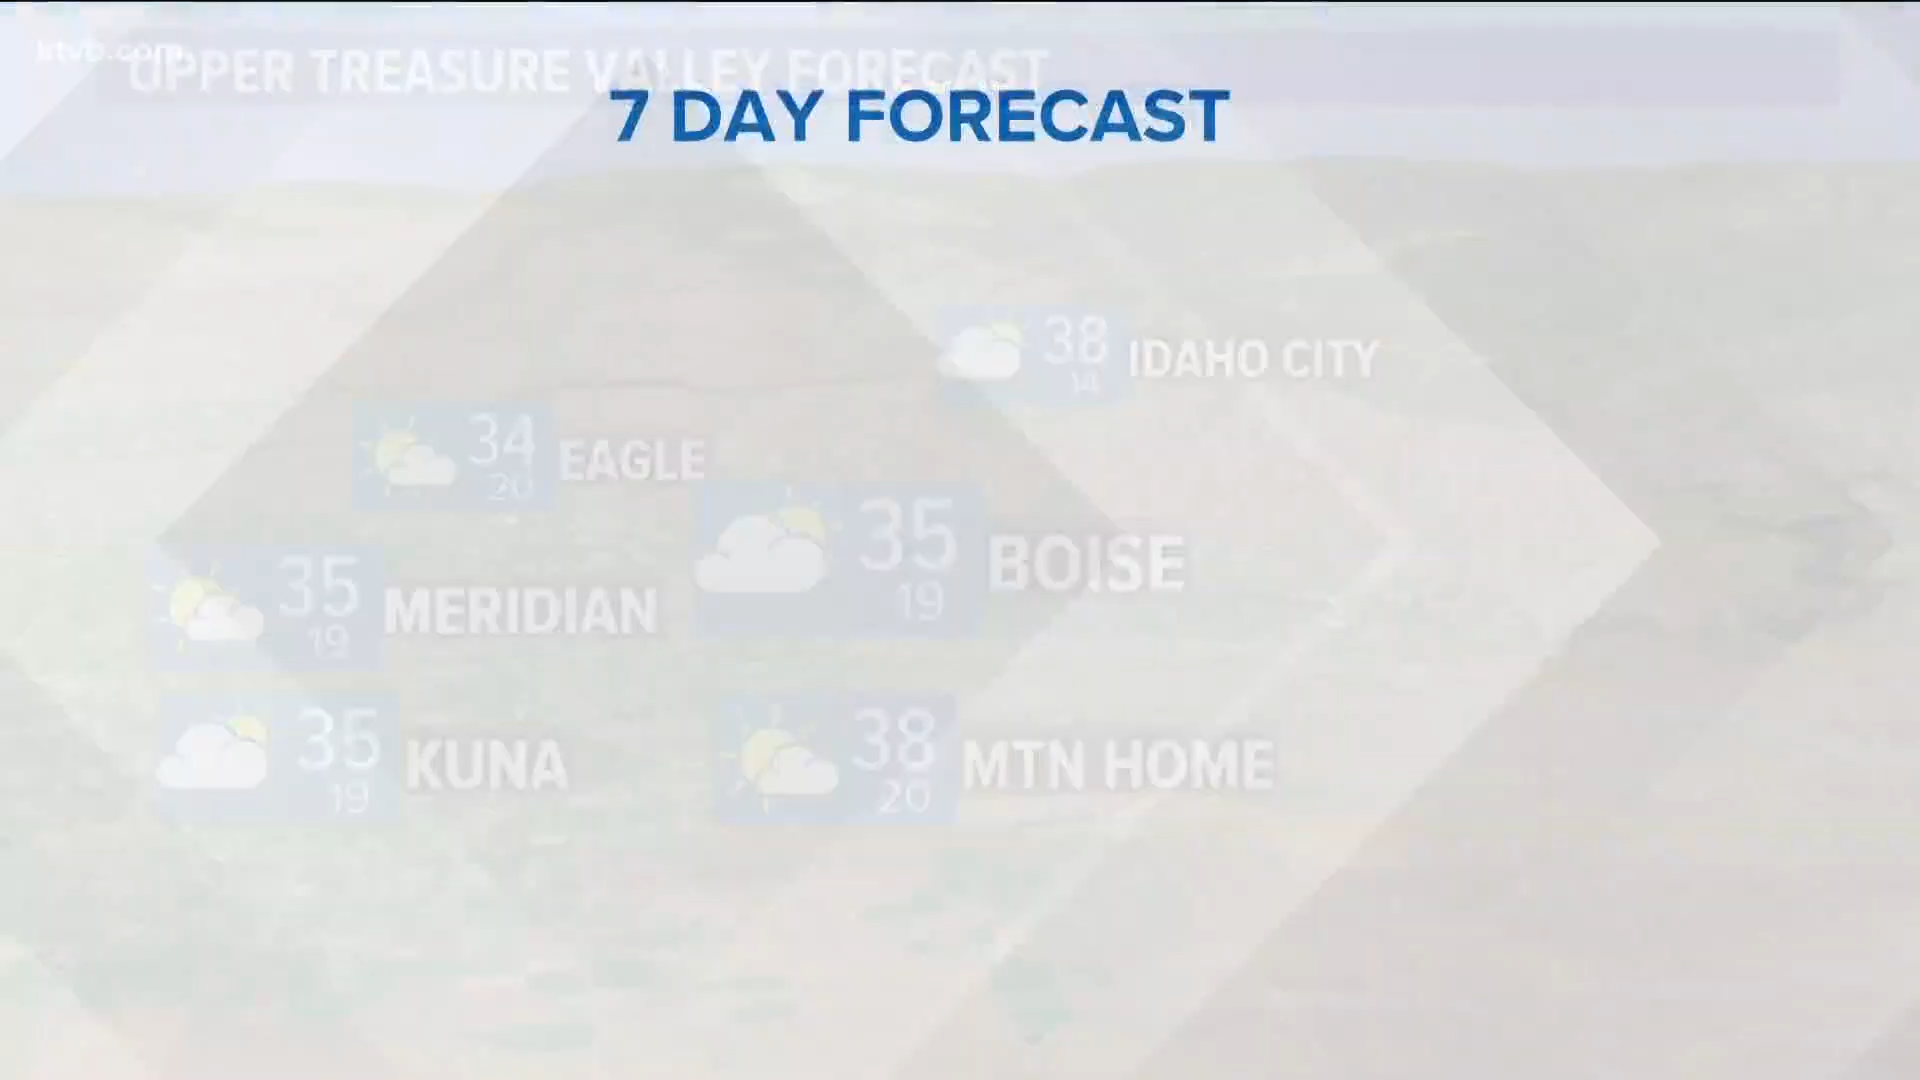 ktvb.com
UPPER TREASURE VALLEY FORECAST
7 DAY FORECAST
38 IDAHO CITY
14
34 EAGLE
20
35 BOISE
19
35 MERIDIAN
19
35 KUNA
19
38 MTN HOME
20